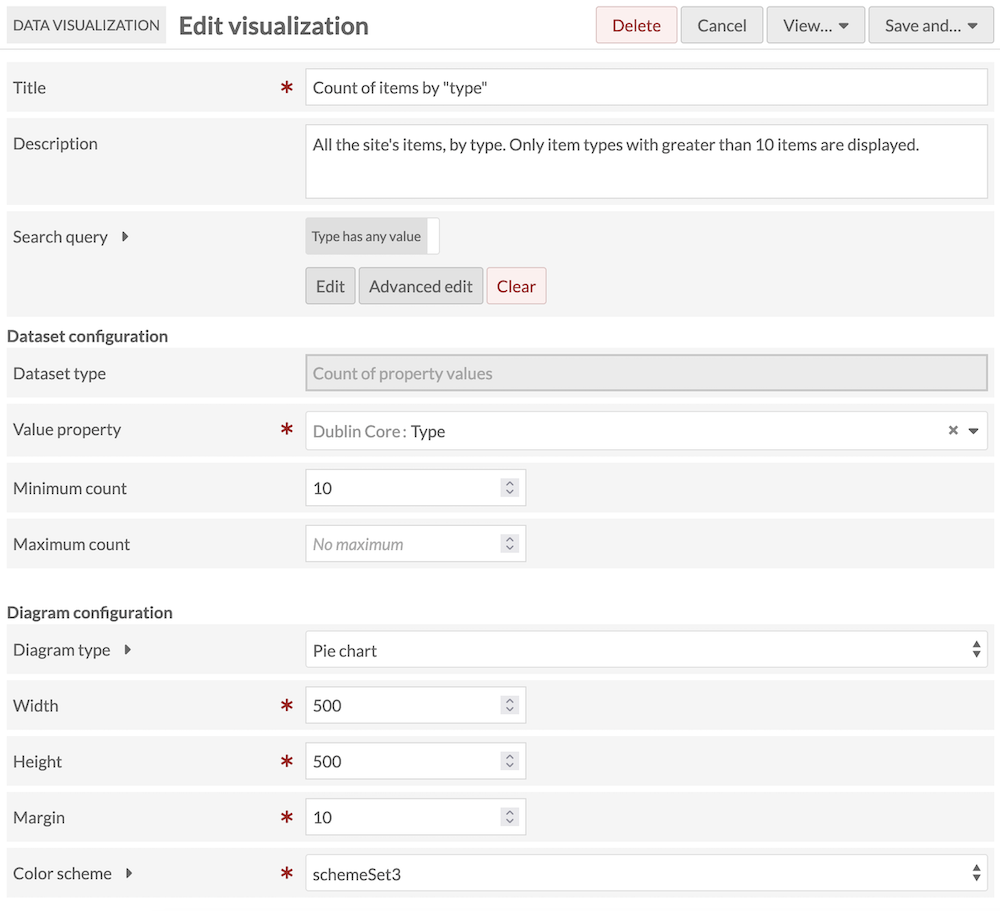 DATA VISUALIZATION Edit visualization Delete Cancel View... Save and...
Title * Count of items by "type"
Description All the site's items, by type. Only item types with greater than 10 items are displayed.
Search query Type has any value
Edit Advanced edit Clear
Dataset configuration
Dataset type Count of property values
Value property * Dublin Core: Type
Minimum count 10
Maximum count No maximum
Diagram configuration
Diagram type Pie chart
Width * 500
Height * 500
Margin * 10
Color scheme * schemeSet3